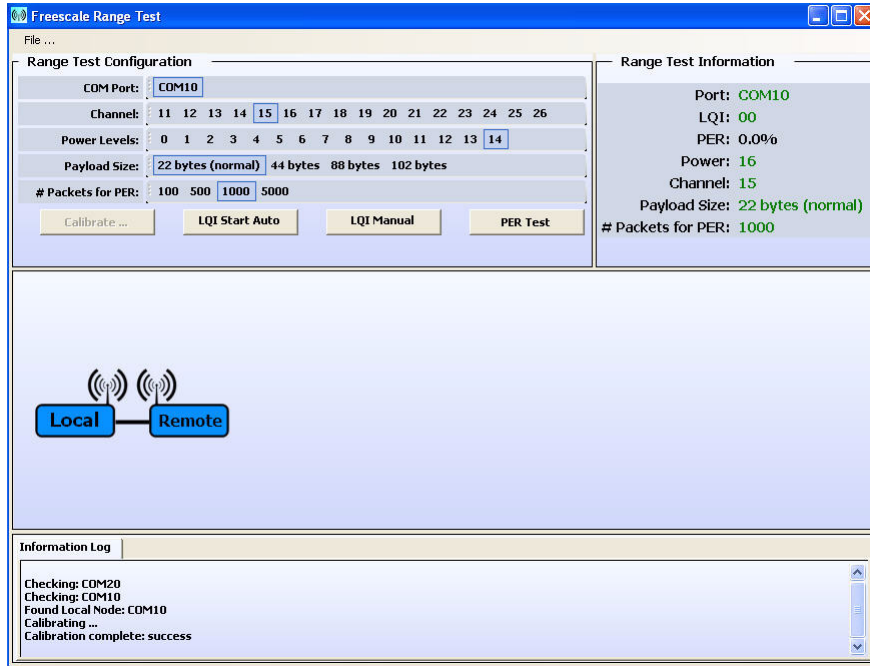 Freescale Range Test
File ...
Range Test Configuration
COM Port: COM10
Channel: 11 12 13 14 15 16 17 18 19 20 21 22 23 24 25 26
Power Levels: 0 1 2 3 4 5 6 7 8 9 10 11 12 13 14
Payload Size: 22 bytes (normal) 44 bytes 88 bytes 102 bytes
# Packets for PER: 100 500 1000 5000
Calibrate ... LQI Start Auto LQI Manual PER Test
Range Test Information
Port: COM10
LQI: 00
PER: 0.0%
Power: 16
Channel: 15
Payload Size: 22 bytes (normal)
# Packets for PER: 1000
Local Remote
Information Log
Checking: COM20
Checking: COM10
Found Local Node: COM10
Calibrating ...
Calibration complete: success